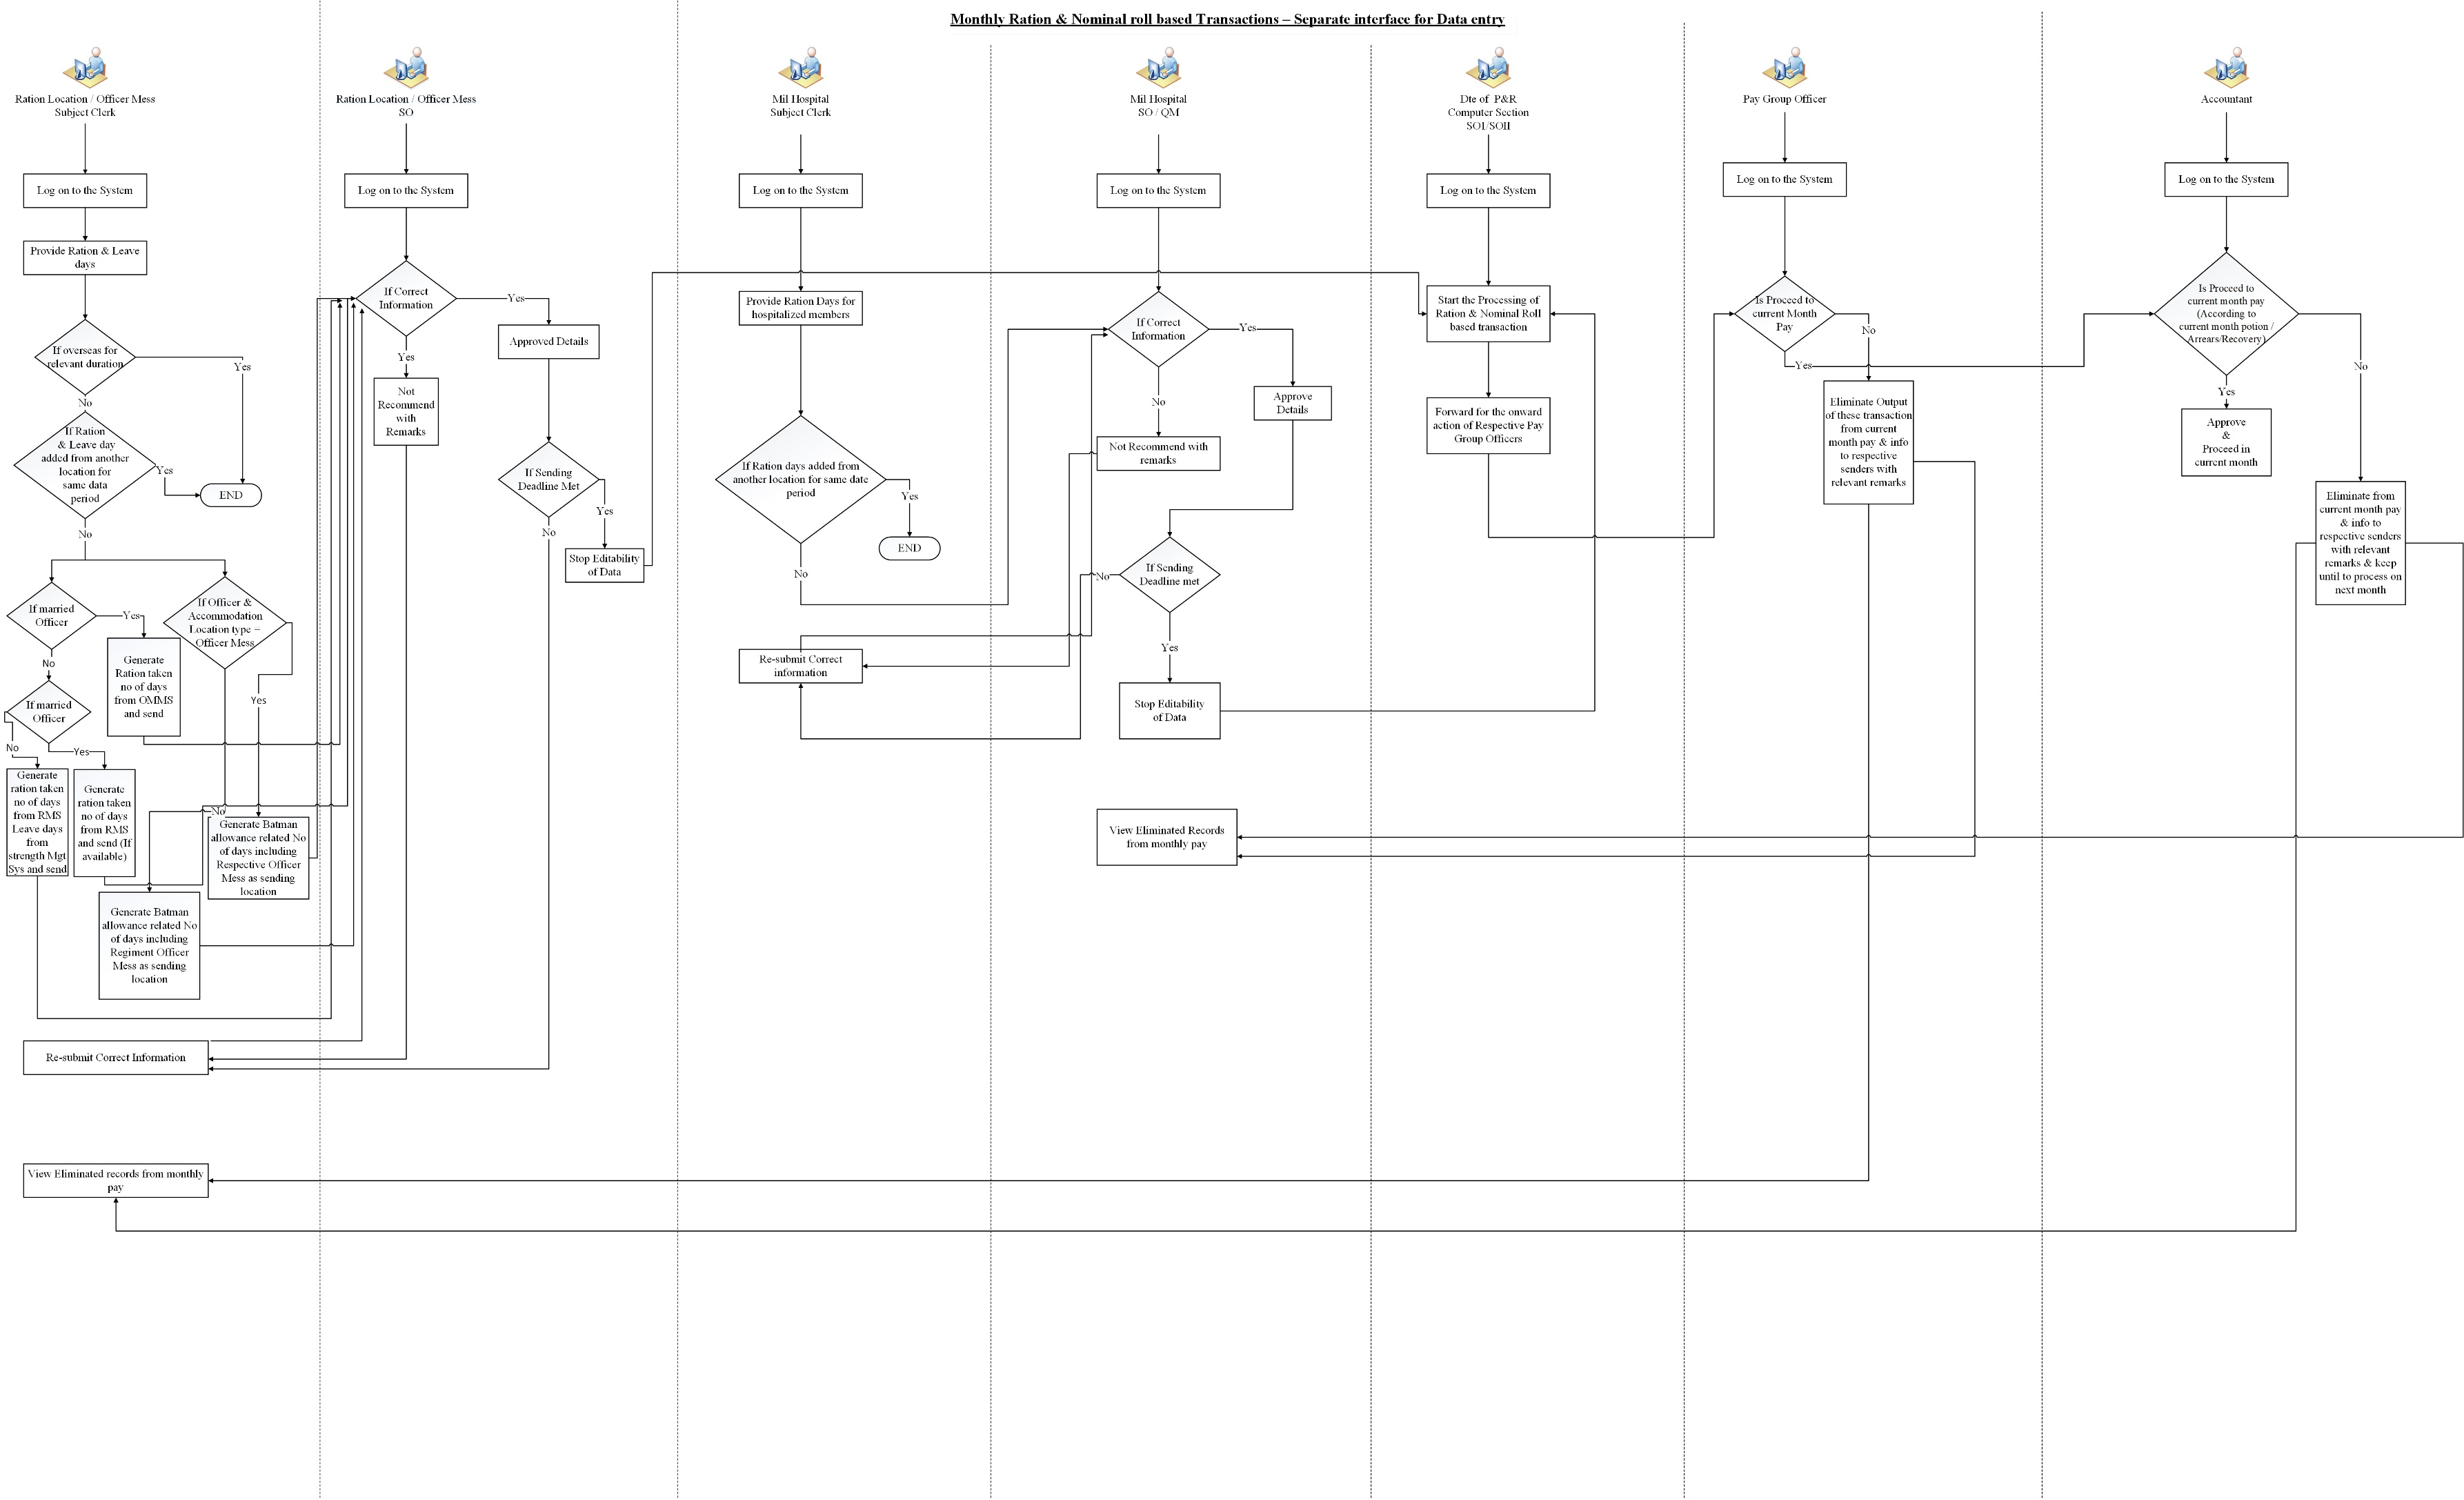 Monthly Ration & Nominal roll based Transactions – Separate interface for Data entry
Ration Location / Officer Mess
Subject Clerk
Log on to the System
Provide Ration & Leave
days
If overseas for
relevant duration
Yes
No
If Ration
& Leave day
added from another
location for
same data
period
Yes
END
No
If married
Officer
Yes
If Officer &
Accommodation
Location type =
Officer Mess
No
Generate
Ration taken
no of days
from OMMS
and send
Yes
If married
Officer
No
Yes
Generate
ration taken
no of days
from RMS
Leave days
from
strength Mgt
Sys and send
Generate
ration taken
no of days
from RMS
and send (If
available)
No
Generate Batman
allowance related No
of days including
Respective Officer
Mess as sending
location
Generate Batman
allowance related No
of days including
Regiment Officer
Mess as sending
location
Re-submit Correct Information
View Eliminated records from monthly
pay
Ration Location / Officer Mess
SO
Log on to the System
If Correct
Information
Yes
Approved Details
Yes
Not
Recommend
with
Remarks
If Sending
Deadline Met
Yes
No
Stop Editability
of Data
Mil Hospital
Subject Clerk
Log on to the System
Provide Ration Days for
hospitalized members
If Ration days added from
another location for same date
period
Yes
END
No
Re-submit Correct
information
Mil Hospital
SO / QM
Log on to the System
If Correct
Information
Yes
Approve
Details
No
Not Recommend with
remarks
If Sending
Deadline met
No
Yes
Stop Editability
of Data
View Eliminated Records
from monthly pay
Dte of P&R
Computer Section
SOI/SOII
Log on to the System
Start the Processing of
Ration & Nominal Roll
based transaction
Forward for the onward
action of Respective Pay
Group Officers
Pay Group Officer
Log on to the System
Is Proceed to
current Month
Pay
No
Yes
Eliminate Output
of these transaction
from current
month pay & info
to respective
senders with
relevant remarks
Accountant
Log on to the System
Is Proceed to
current month pay
(According to
current month potion /
Arrears/Recovery)
No
Yes
Approve
&
Proceed in
current month
Eliminate from
current month pay
& info to
respective senders
with relevant
remarks & keep
until to process on
next month